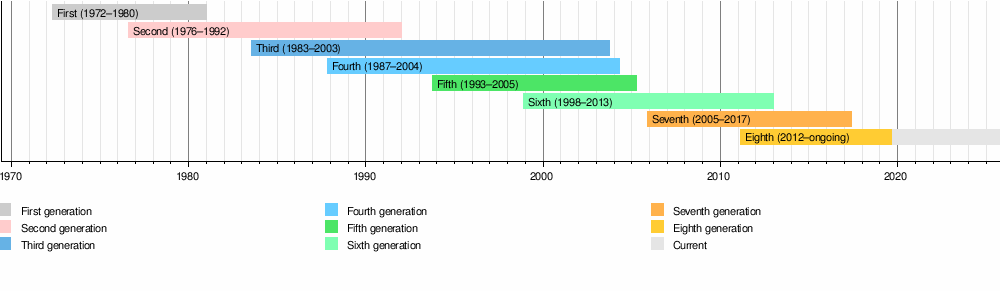 First (1972–1980)
Second (1976–1992)
Third (1983–2003)
Fourth (1987–2004)
Fifth (1993–2005)
Sixth (1998–2013)
Seventh (2005–2017)
Eighth (2012–ongoing)
1970 1980 1990 2000 2010 2020
First generation Fourth generation Seventh generation
Second generation Fifth generation Eighth generation
Third generation Sixth generation Current